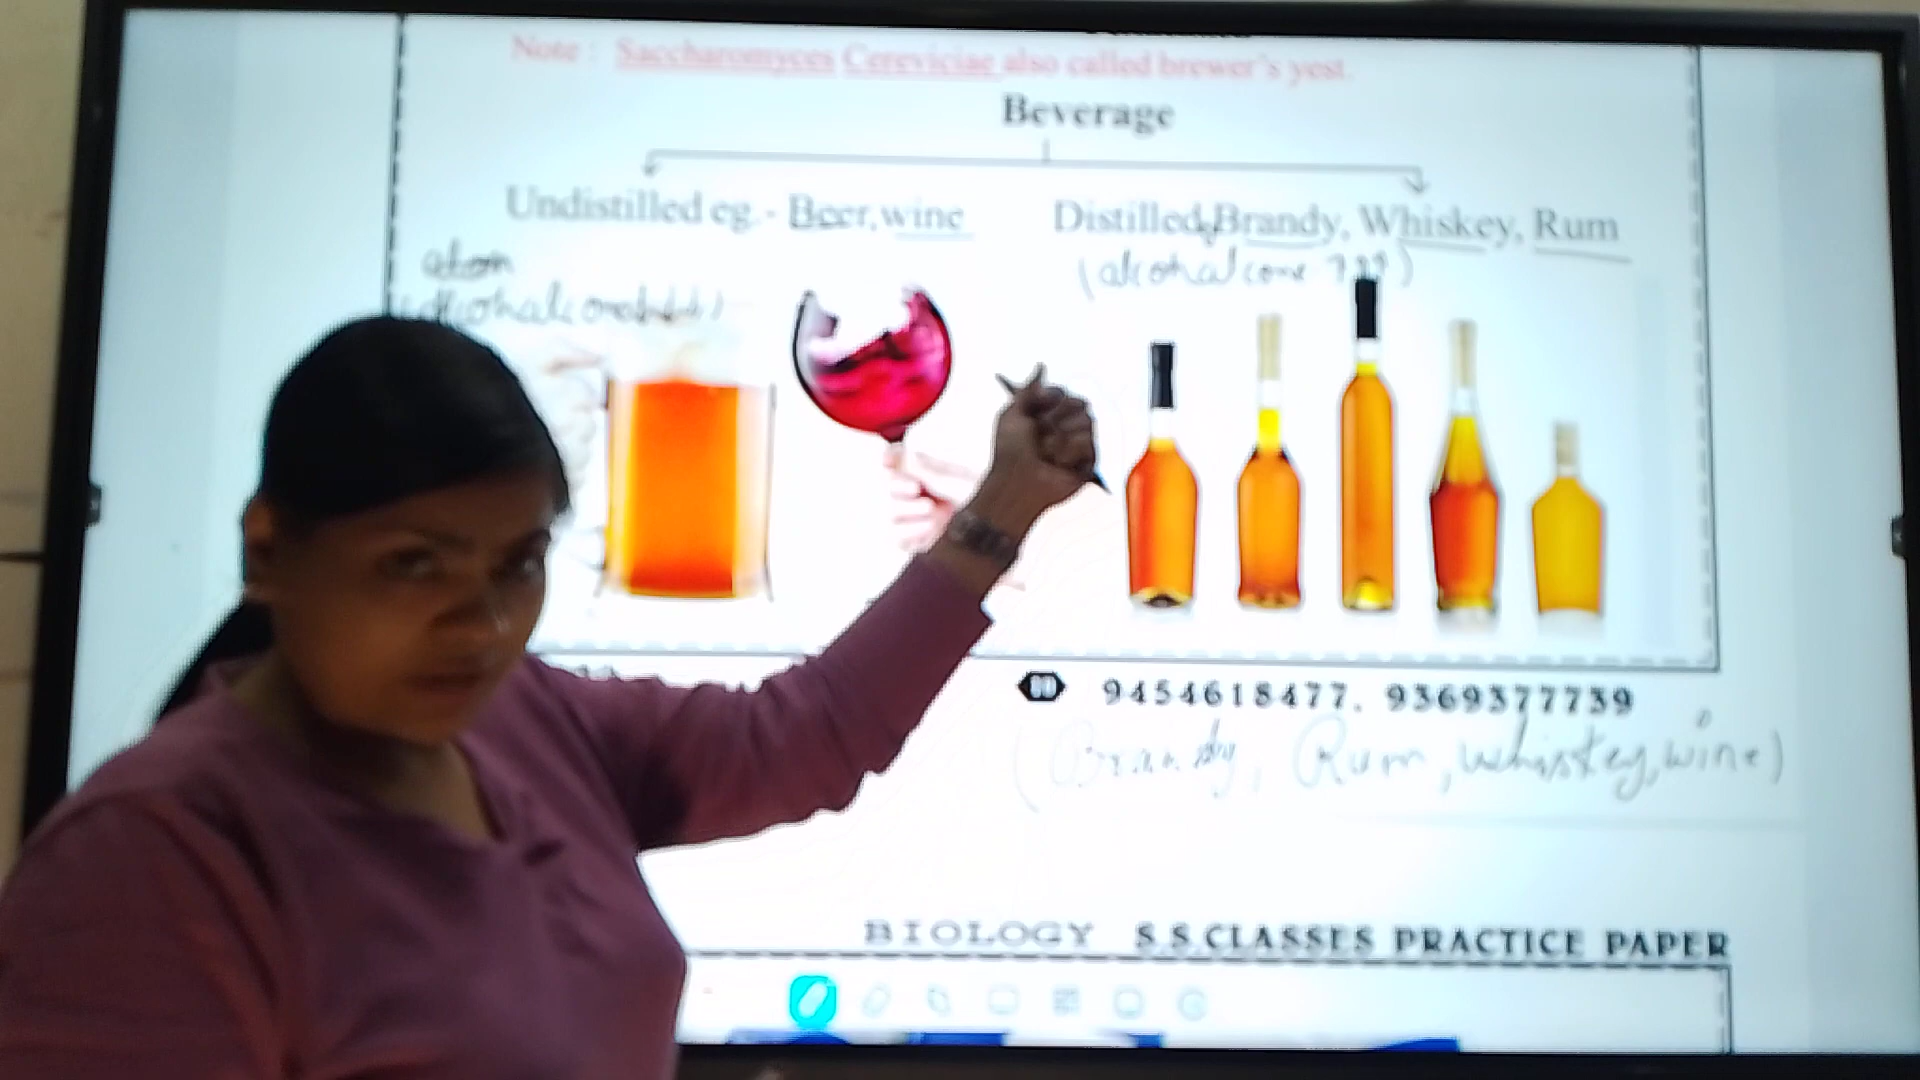 Note : Saccharomyces Cereviciae also called brewer's yest.
Beverage
Undistilled eg.- Beer, wine
Distilled, Brandy, Whiskey, Rum
9454618477, 9369377739
(Brandy, Rum, whiskey, wine)
BIOLOGY S.S.CLASSES PRACTICE PAPER